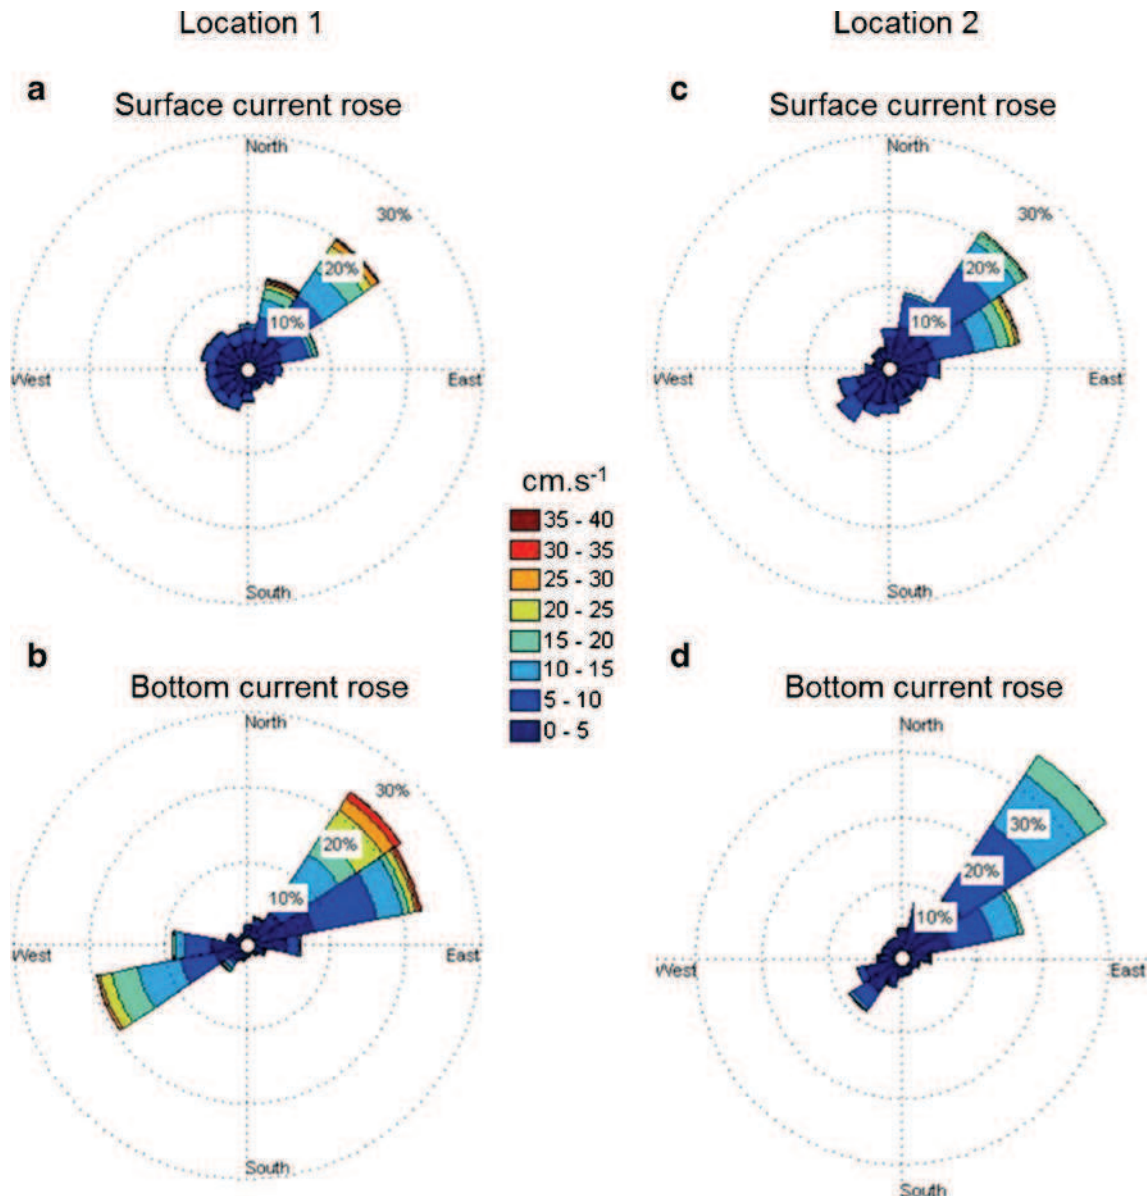 Location 1
Location 2
a
Surface current rose
North
30%
20%
10%
West
East
South
c
Surface current rose
North
30%
20%
10%
West
East
South
cm.s-1
35 - 40
30 - 35
25 - 30
20 - 25
15 - 20
10 - 15
5 - 10
0 - 5
b
Bottom current rose
North
30%
20%
10%
West
East
South
d
Bottom current rose
North
30%
20%
10%
West
East
South